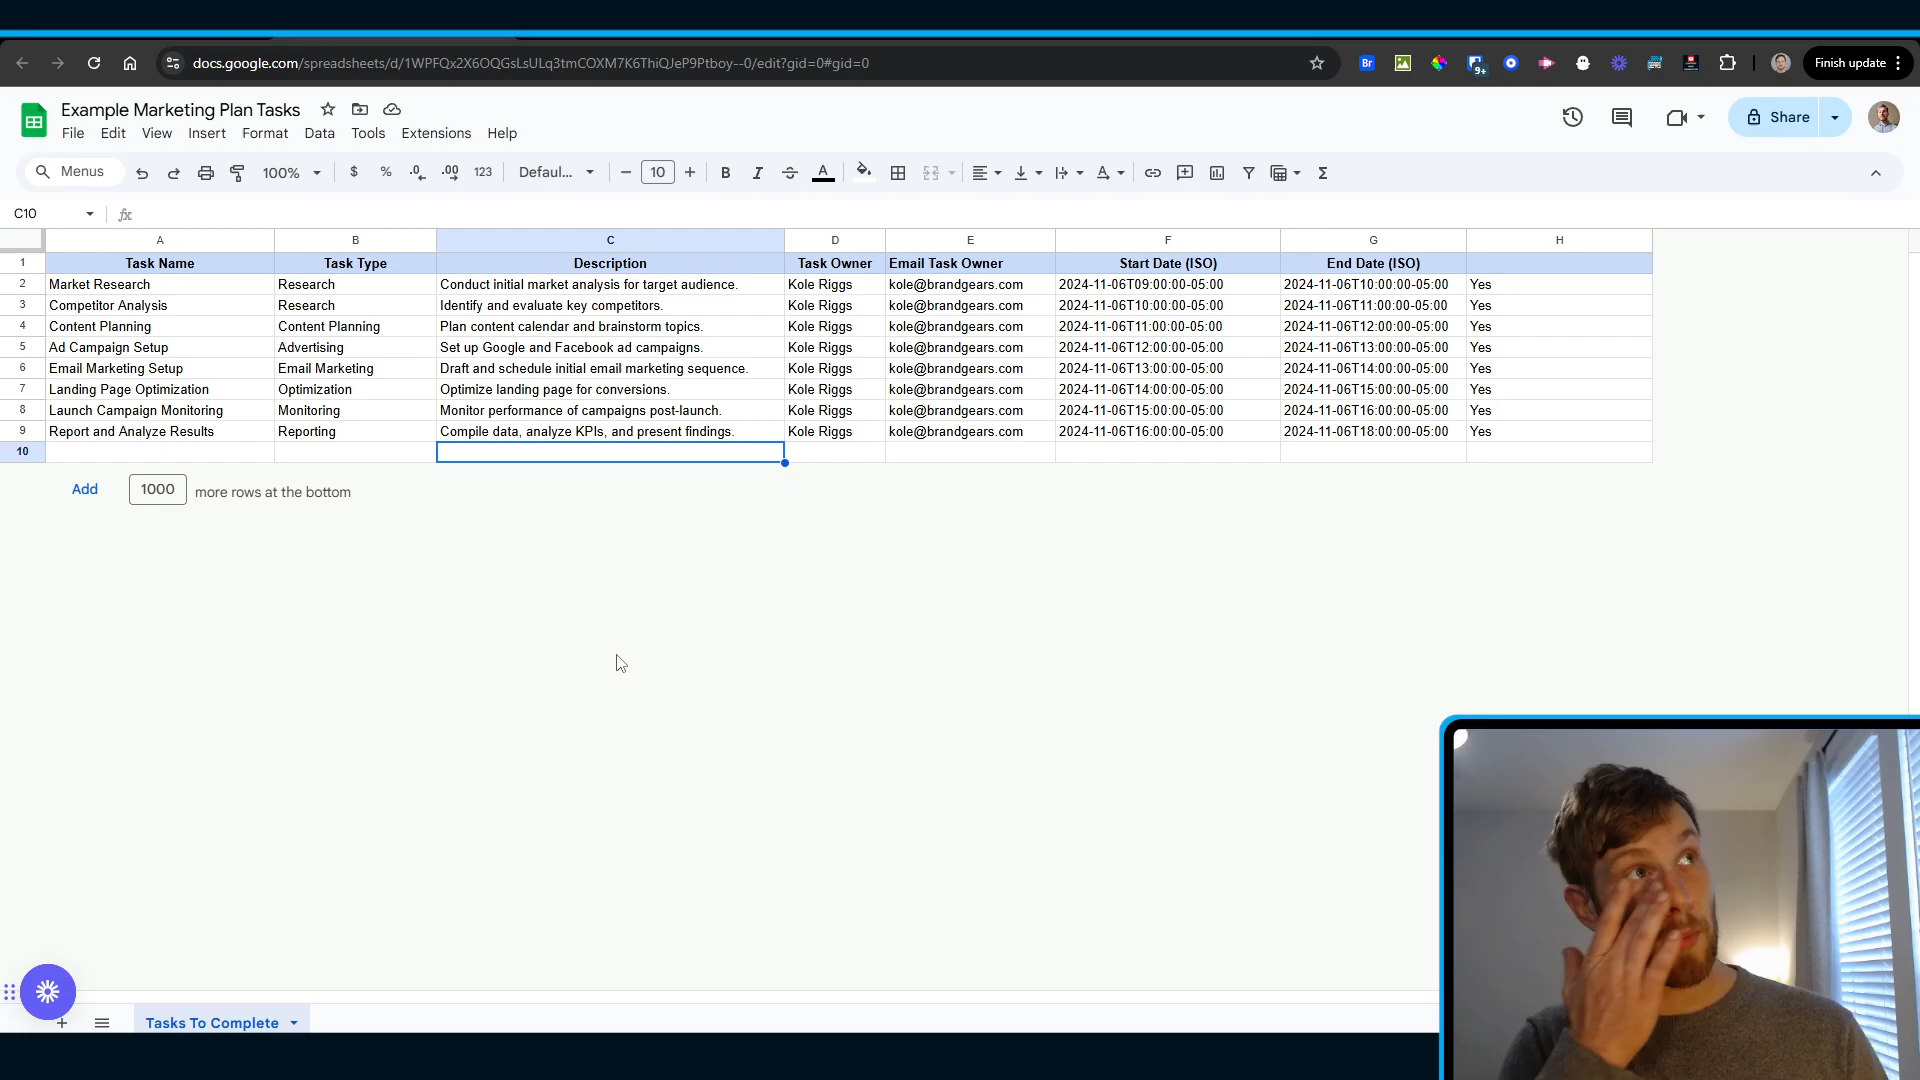 docs.google.com/spreadsheets/d/1WPFQx2X6OQGsLsULq3tmCOXM7K6ThiQJeP9Ptboy--0/edit?gid=0#gid=0
Br
9+
Finish update
Example Marketing Plan Tasks
File Edit View Insert Format Data Tools Extensions Help
Share
Menus 100% $ % .0 .00 123 Defaul... 10 B I A
C10 fx
A B C D E F G H
1 Task Name Task Type Description Task Owner Email Task Owner Start Date (ISO) End Date (ISO)
2 Market Research Research Conduct initial market analysis for target audience. Kole Riggs kole@brandgears.com 2024-11-06T09:00:00-05:00 2024-11-06T10:00:00-05:00 Yes
3 Competitor Analysis Research Identify and evaluate key competitors. Kole Riggs kole@brandgears.com 2024-11-06T10:00:00-05:00 2024-11-06T11:00:00-05:00 Yes
4 Content Planning Content Planning Plan content calendar and brainstorm topics. Kole Riggs kole@brandgears.com 2024-11-06T11:00:00-05:00 2024-11-06T12:00:00-05:00 Yes
5 Ad Campaign Setup Advertising Set up Google and Facebook ad campaigns. Kole Riggs kole@brandgears.com 2024-11-06T12:00:00-05:00 2024-11-06T13:00:00-05:00 Yes
6 Email Marketing Setup Email Marketing Draft and schedule initial email marketing sequence. Kole Riggs kole@brandgears.com 2024-11-06T13:00:00-05:00 2024-11-06T14:00:00-05:00 Yes
7 Landing Page Optimization Optimization Optimize landing page for conversions. Kole Riggs kole@brandgears.com 2024-11-06T14:00:00-05:00 2024-11-06T15:00:00-05:00 Yes
8 Launch Campaign Monitoring Monitoring Monitor performance of campaigns post-launch. Kole Riggs kole@brandgears.com 2024-11-06T15:00:00-05:00 2024-11-06T16:00:00-05:00 Yes
9 Report and Analyze Results Reporting Compile data, analyze KPIs, and present findings. Kole Riggs kole@brandgears.com 2024-11-06T16:00:00-05:00 2024-11-06T18:00:00-05:00 Yes
10
Add 1000 more rows at the bottom
Tasks To Complete